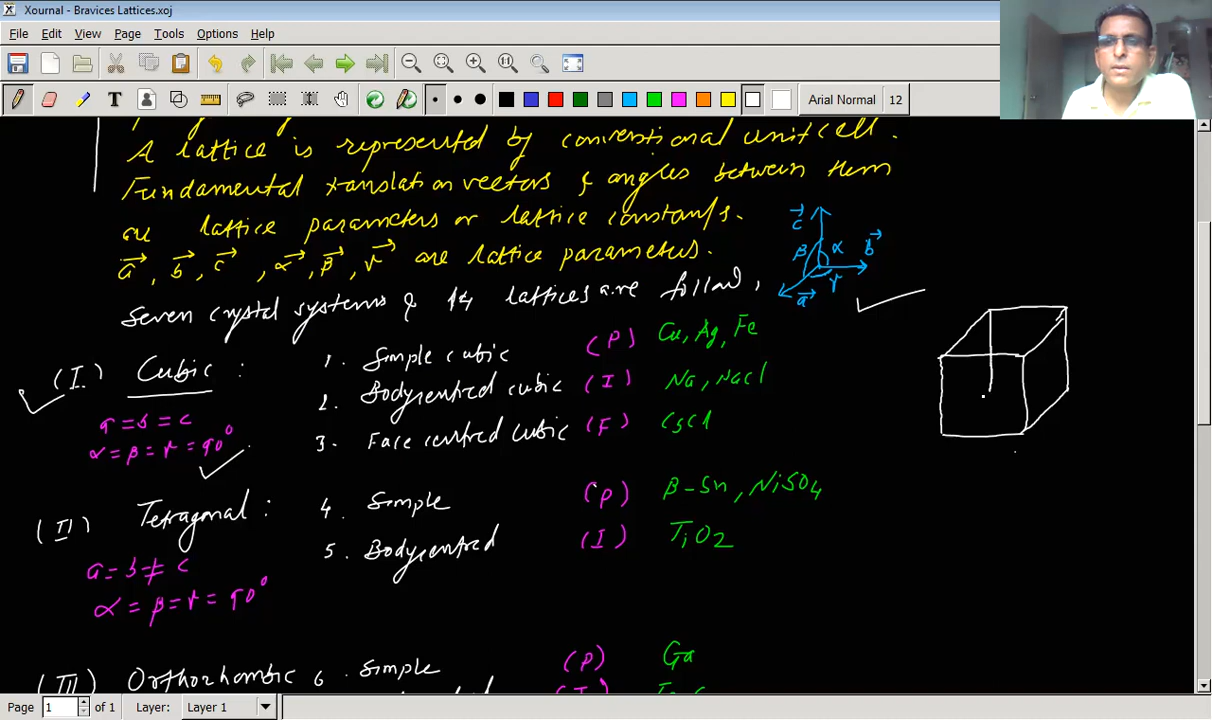 Xournal - Bravices Lattices.xoj
File Edit View Page Tools Options Help
Arial Normal 12
A lattice is represented by conventional unit cell.
Fundamental translation vectors & angles between them
are lattice parameters or lattice constants.
a⃗, b⃗, c⃗, α⃗, β⃗, γ⃗ are lattice parameters.
c⃗
β α b⃗
γ
a⃗
Seven crystal systems & 14 lattices are follow,
(I.) Cubic :
a = b = c
α = β = γ = 90°
1. Simple cubic (P) Cu, Ag, Fe
2. Bodycentred cubic (I) Na, NaCl
3. Face centred cubic (F) CsCl
(II) Tetragonal :
a = b ≠ c
α = β = γ = 90°
4. Simple (P) β-Sn, NiSO4
5. Bodycentred (I) TiO2
(III) Orthorhombic 6. Simple (P) Ga
Page 1 of 1 Layer: Layer 1